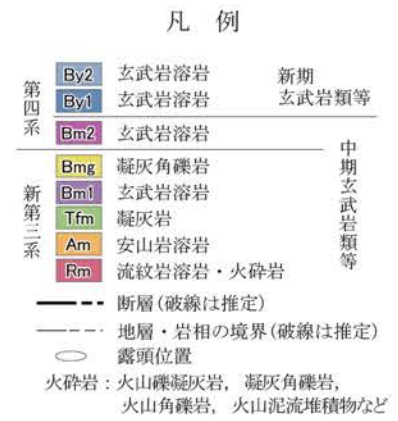 凡 例
第四系
By2 玄武岩溶岩
By1 玄武岩溶岩
新期
玄武岩類等
Bm2 玄武岩溶岩
新第三系
Bmg 凝灰角礫岩
Bm1 玄武岩溶岩
Tfm 凝灰岩
Am 安山岩溶岩
Rm 流紋岩溶岩・火砕岩
中期玄武岩類等
断層(破線は推定)
地層・岩相の境界(破線は推定)
露頭位置
火砕岩:火山礫凝灰岩, 凝灰角礫岩,
火山角礫岩, 火山泥流堆積物など